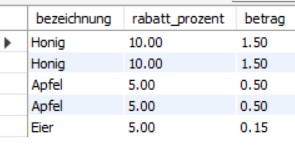 bezeichnung rabatt_prozent betrag
Honig 10.00 1.50
Honig 10.00 1.50
Apfel 5.00 0.50
Apfel 5.00 0.50
Eier 5.00 0.15